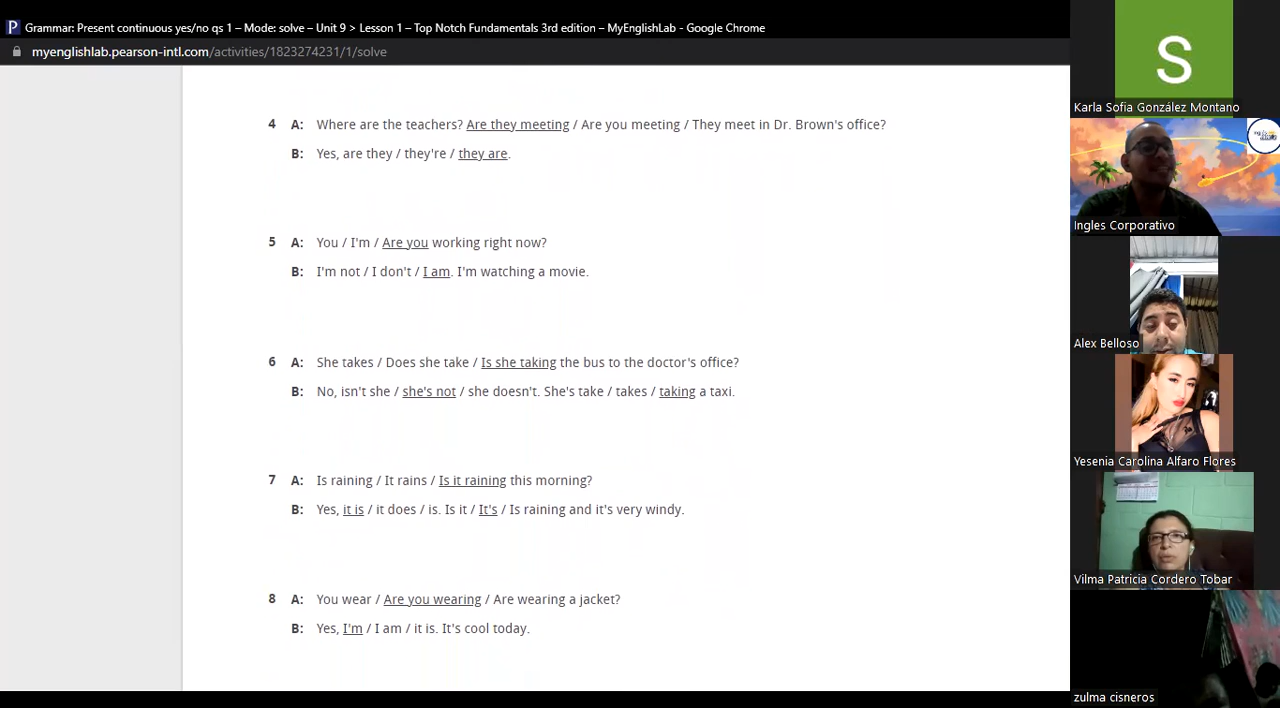 Grammar: Present continuous yes/no qs 1 – Mode: solve – Unit 9 > Lesson 1 – Top Notch Fundamentals 3rd edition – MyEnglishLab - Google Chrome
myenglishlab.pearson-intl.com/activities/1823274231/1/solve
4 A: Where are the teachers? Are they meeting / Are you meeting / They meet in Dr. Brown's office?
B: Yes, are they / they're / they are.
5 A: You / I'm / Are you working right now?
B: I'm not / I don't / I am. I'm watching a movie.
6 A: She takes / Does she take / Is she taking the bus to the doctor's office?
B: No, isn't she / she's not / she doesn't. She's take / takes / taking a taxi.
7 A: Is raining / It rains / Is it raining this morning?
B: Yes, it is / it does / is. Is it / It's / Is raining and it's very windy.
8 A: You wear / Are you wearing / Are wearing a jacket?
B: Yes, I'm / I am / it is. It's cool today.
S
Karla Sofia González Montano
Ingles Corporativo
Alex Belloso
Yesenia Carolina Alfaro Flores
Vilma Patricia Cordero Tobar
zulma cisneros